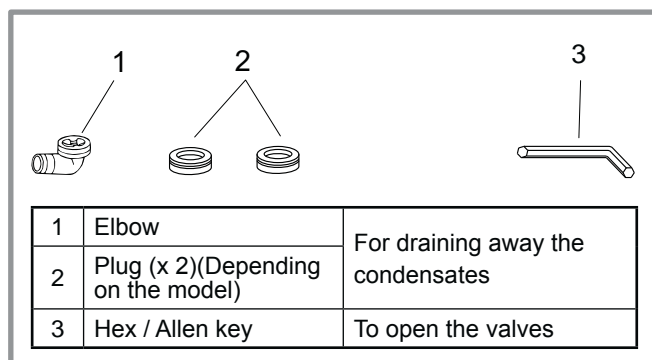 1
2
3
1 Elbow
For draining away the
condensates
2 Plug (x 2)(Depending
on the model)
3 Hex / Allen key To open the valves